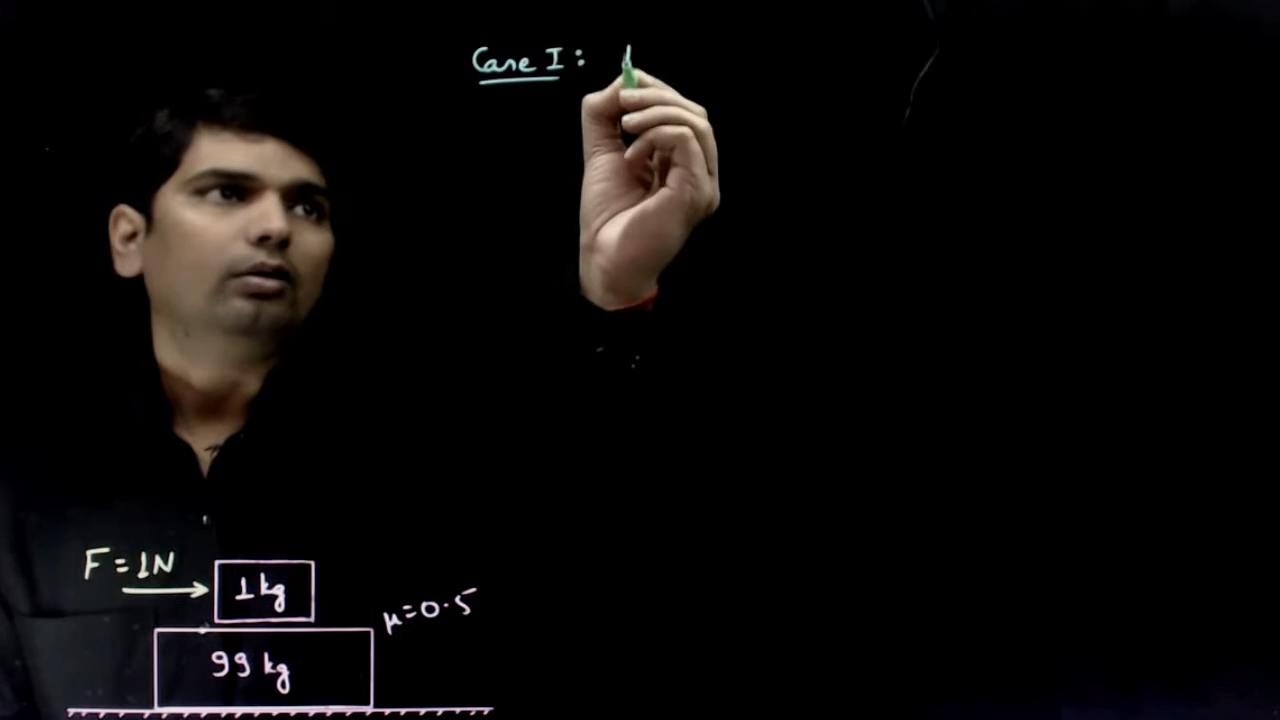 Case I :
F = 1N
1 kg
μ = 0.5
99 kg